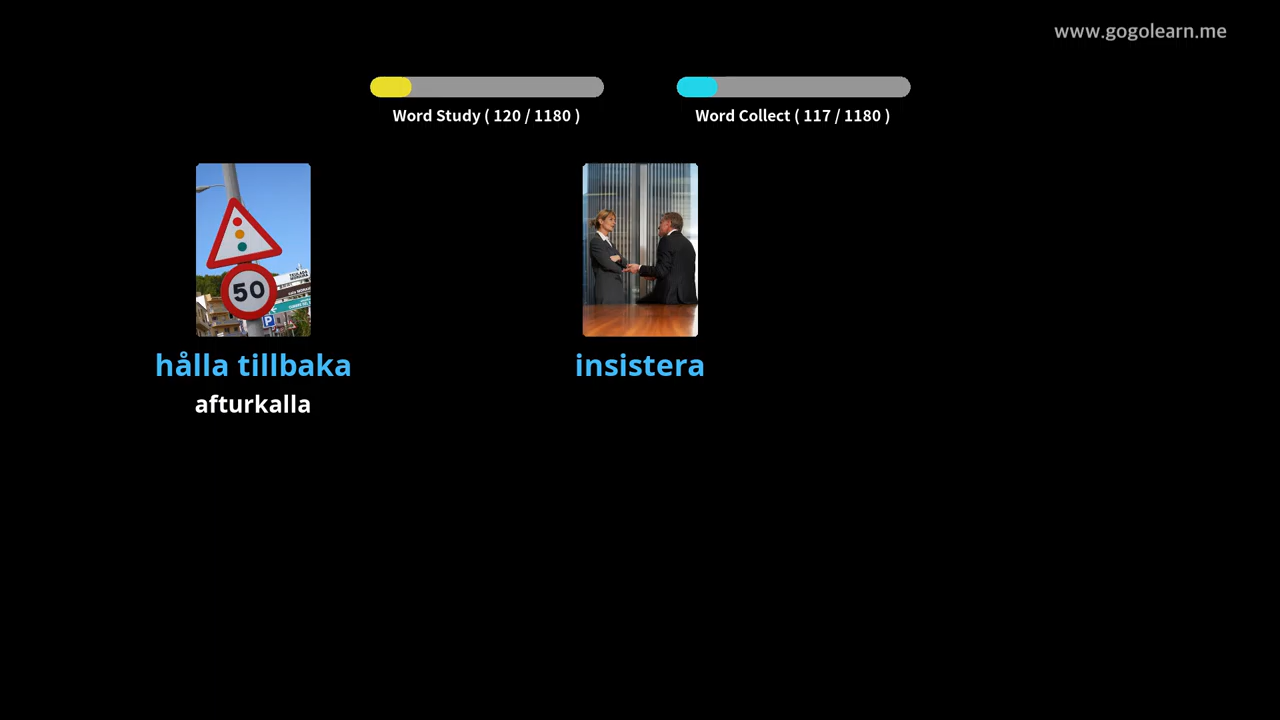 www.gogolearn.me
Word Study ( 120 / 1180 )
Word Collect ( 117 / 1180 )
50
P
hålla tillbaka
insistera
afturkalla